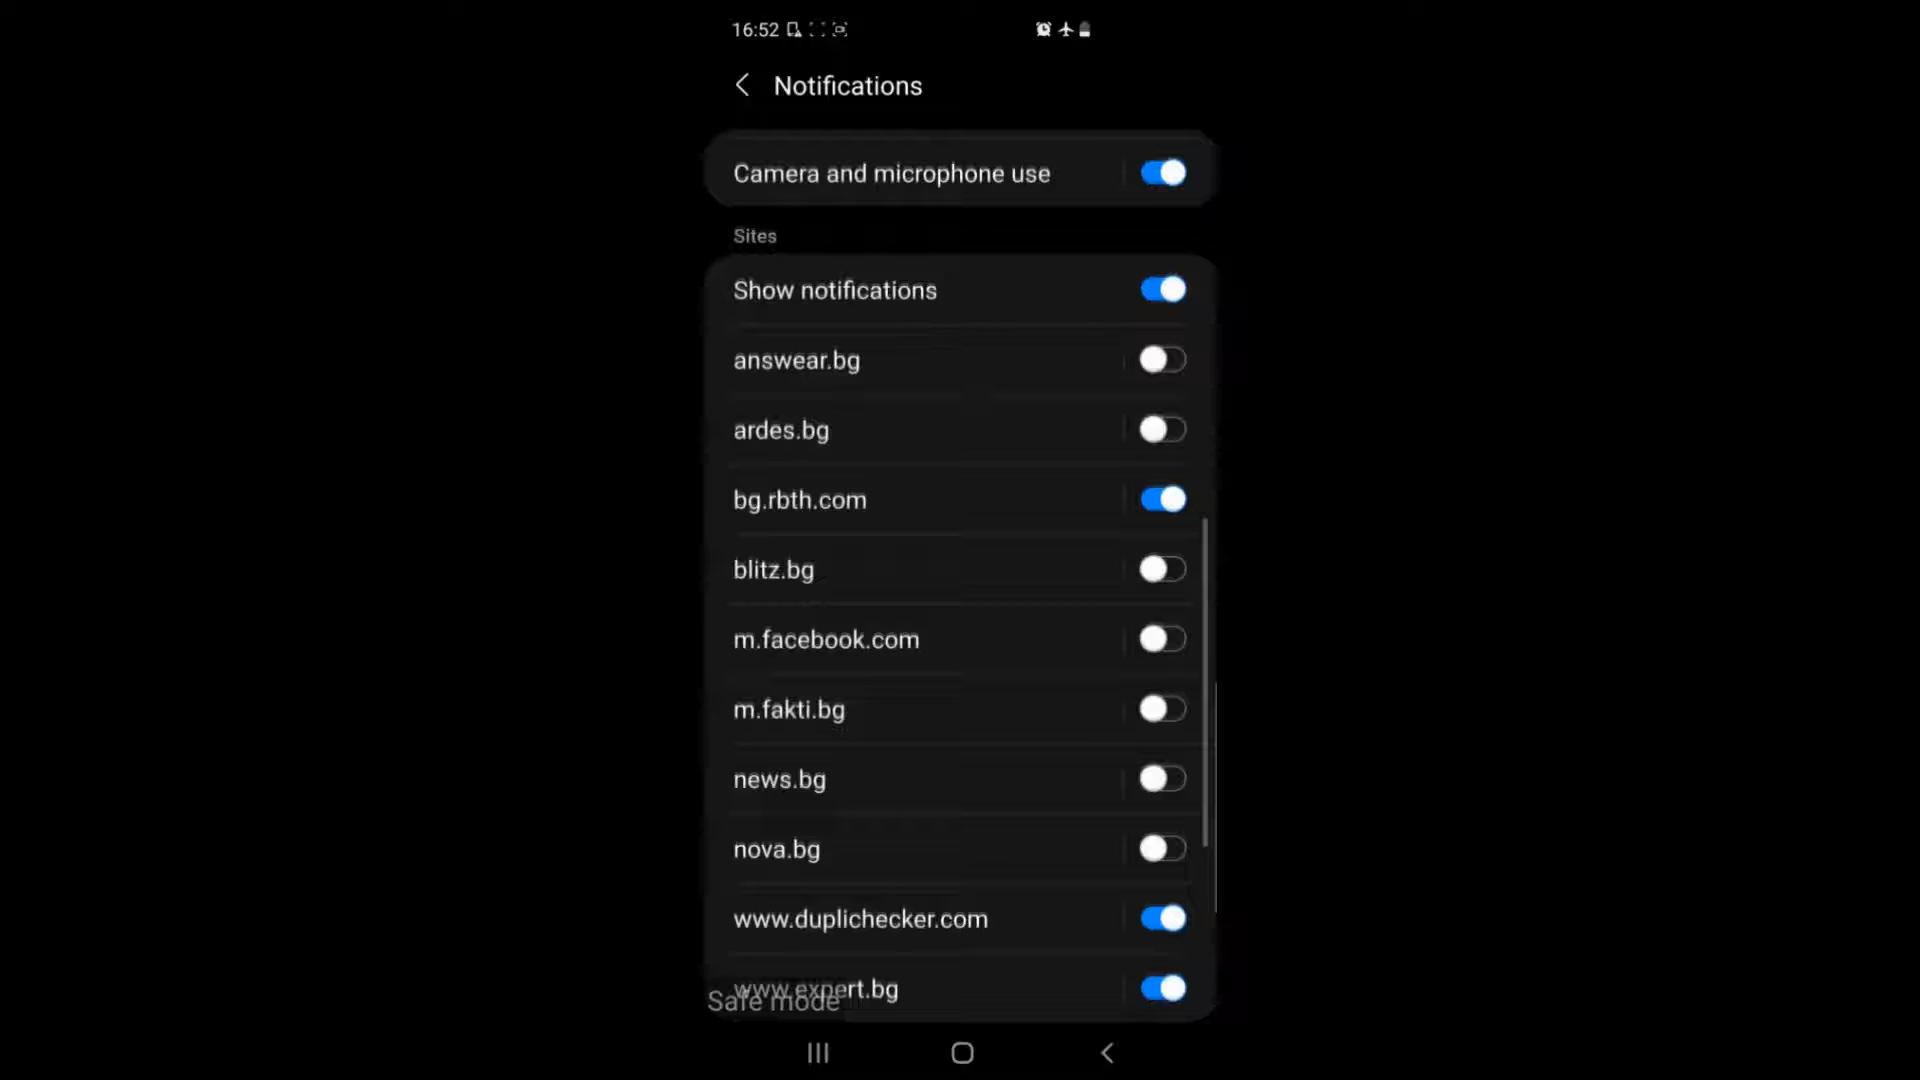 16:52
Notifications
Camera and microphone use
Sites
Show notifications
answear.bg
ardes.bg
bg.rbth.com
blitz.bg
m.facebook.com
m.fakti.bg
news.bg
nova.bg
www.duplichecker.com
www.expert.bg
Safe mode